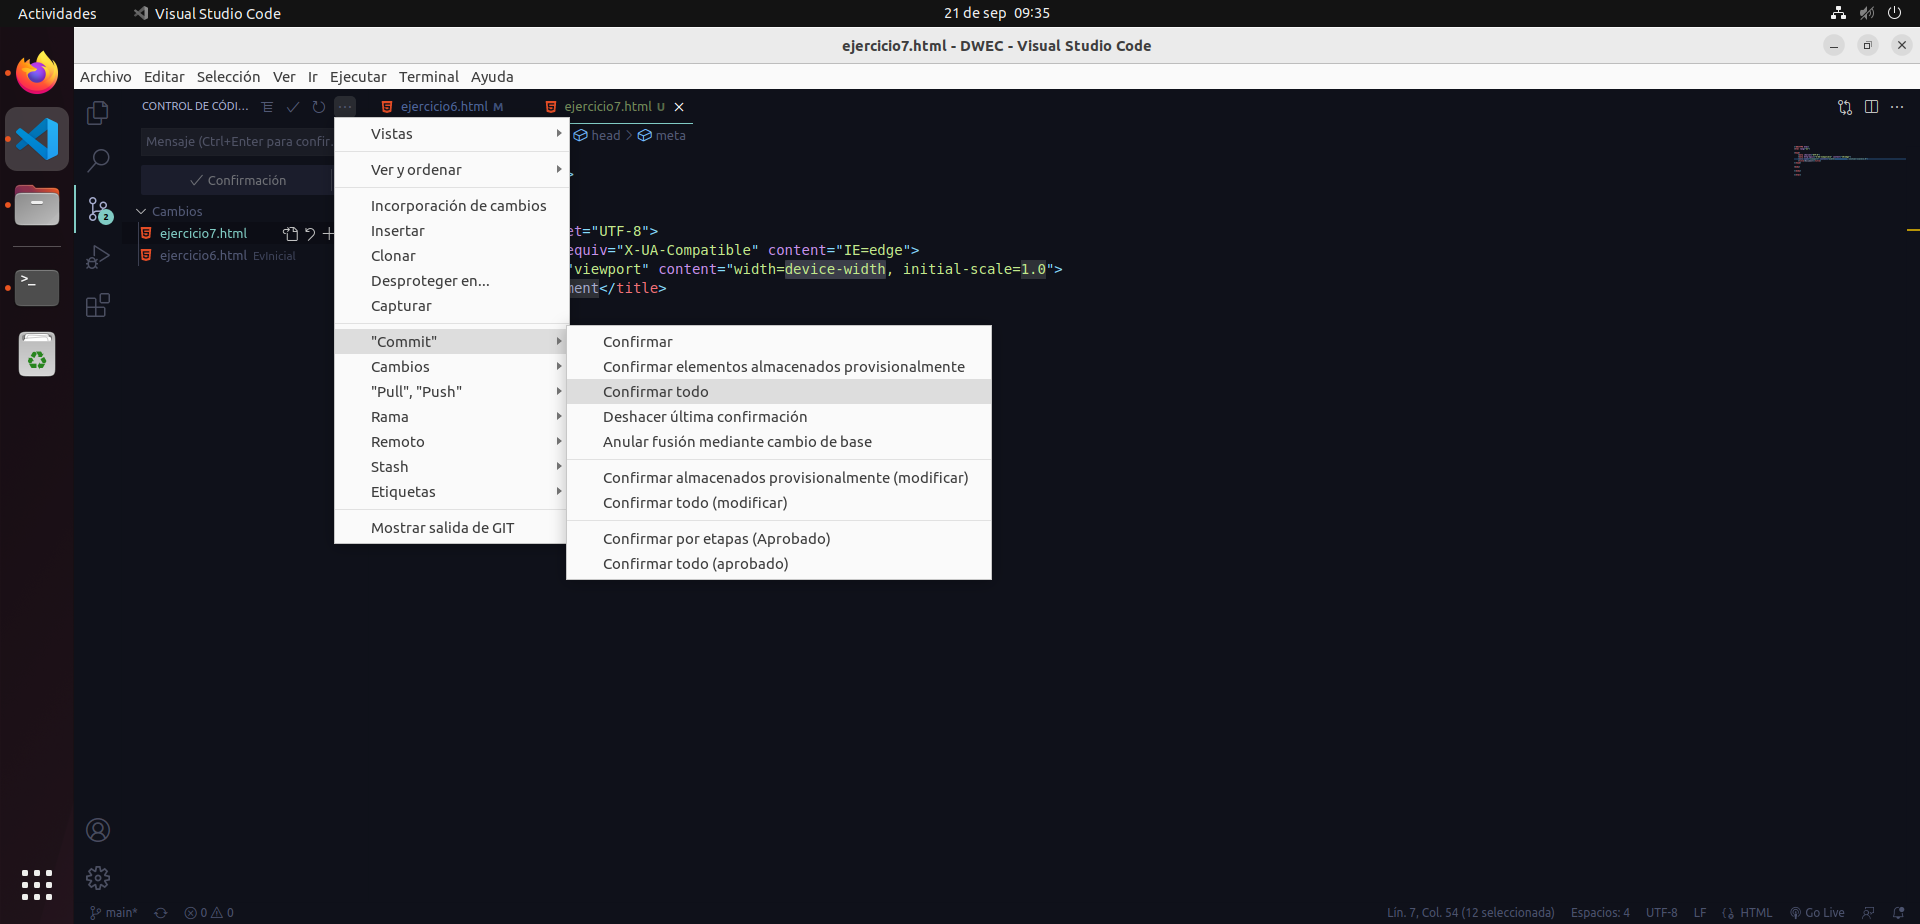 Actividades
Visual Studio Code
21 de sep 09:35
ejercicio7.html - DWEC - Visual Studio Code
Archivo Editar Selección Ver Ir Ejecutar Terminal Ayuda
CONTROL DE CÓDI...
ejercicio6.html M
ejercicio7.html U
Mensaje (Ctrl+Enter para confir.
head > meta
Confirmación
Cambios
ejercicio7.html
ejercicio6.html EvInicial
2
Vistas
Ver y ordenar
Incorporación de cambios
Insertar
Clonar
Desproteger en...
Capturar
"Commit"
Cambios
"Pull", "Push"
Rama
Remoto
Stash
Etiquetas
Mostrar salida de GIT
>
et="UTF-8">
equiv="X-UA-Compatible" content="IE=edge">
"viewport" content="width=device-width, initial-scale=1.0">
ment</title>
Confirmar
Confirmar elementos almacenados provisionalmente
Confirmar todo
Deshacer última confirmación
Anular fusión mediante cambio de base
Confirmar almacenados provisionalmente (modificar)
Confirmar todo (modificar)
Confirmar por etapas (Aprobado)
Confirmar todo (aprobado)
main*
0 0
Lín. 7, Col. 54 (12 seleccionada)
Espacios: 4
UTF-8
LF
HTML
Go Live